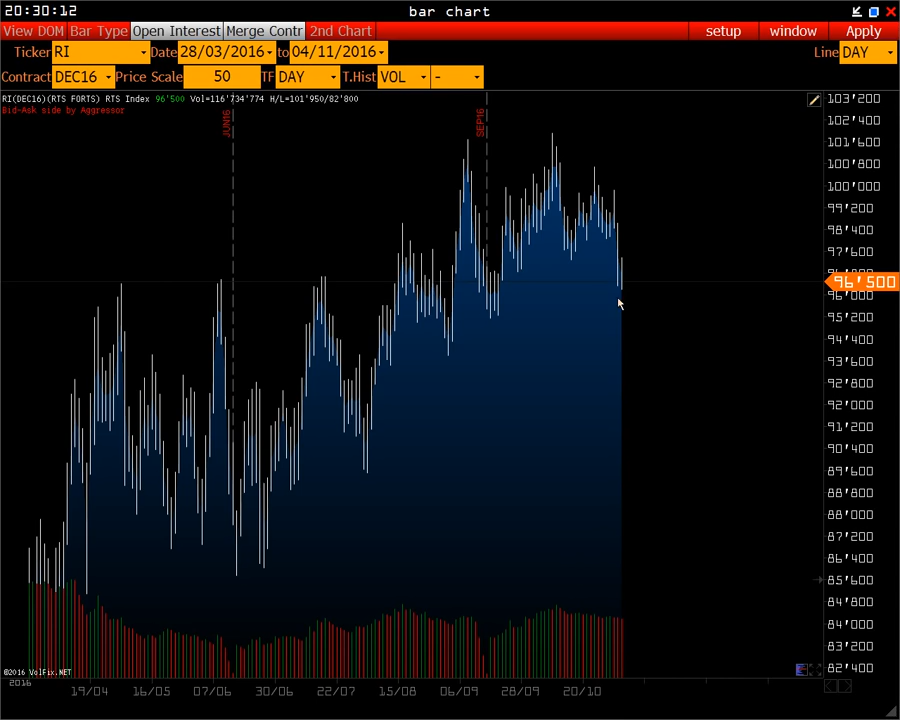 20:30:12 bar chart
View DOM Bar Type Open Interest Merge Contr 2nd Chart setup window Apply
Ticker RI Date 28/03/2016 to 04/11/2016 Line DAY
Contract DEC16 Price Scale 50 TF DAY T.Hist VOL -
RI(DEC16)(RTS FORTS) RTS Index 96'500 Vol=116'734'774 H/L=101'950/82'800
Bid-Ask side by Aggressor
JUN16
SEP16
103'200
102'400
101'600
100'800
100'000
99'200
98'400
97'600
96'500
96'000
95'200
94'400
93'600
92'800
92'000
91'200
90'400
89'600
88'800
88'000
87'200
86'400
85'600
84'800
84'000
83'200
82'400
©2016 VolFix.NET
2016
19/04 16/05 07/06 30/06 22/07 15/08 06/09 28/09 20/10